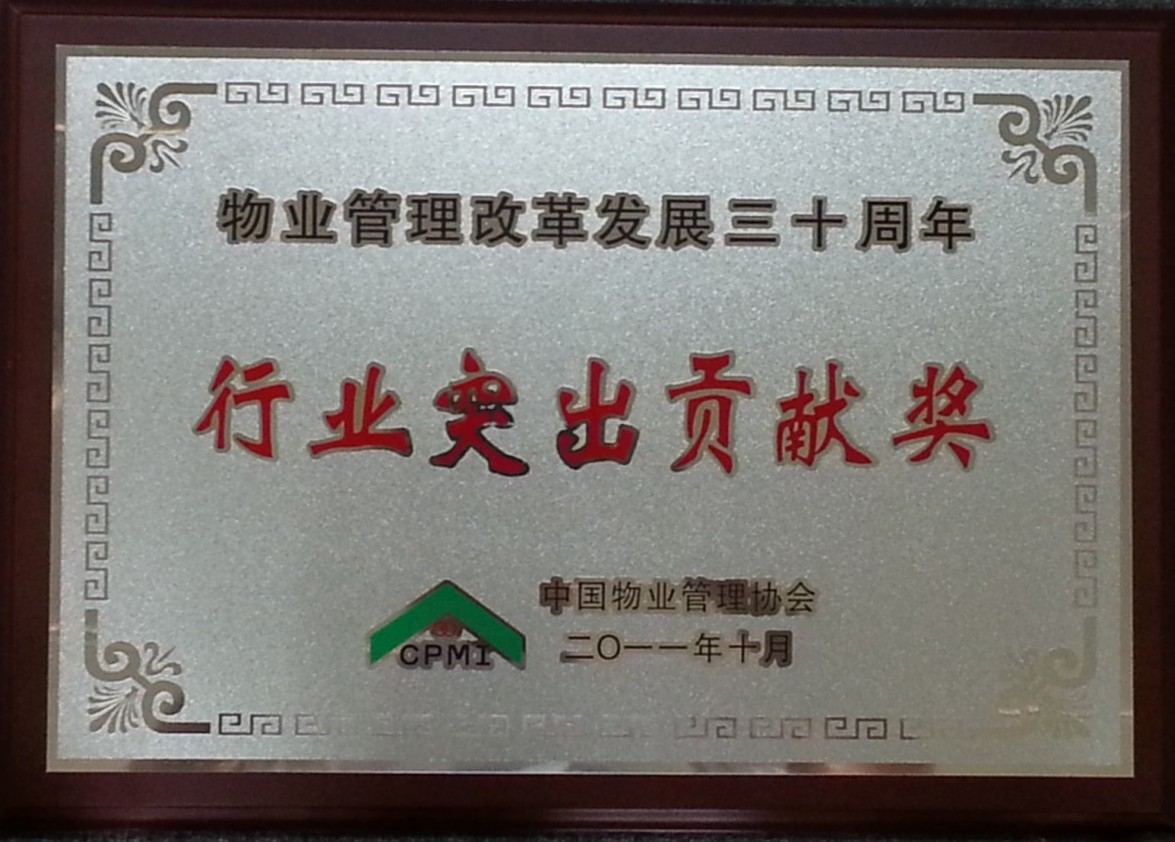 物业管理改革发展三十周年
行业突出贡献奖
中国物业管理协会
CPMI
二〇一一年十月